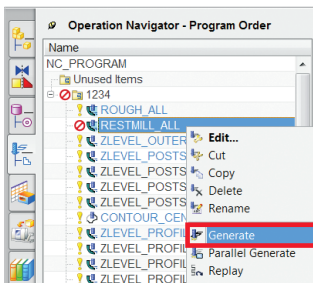 Operation Navigator - Program Order
Name
NC_PROGRAM
Unused Items
1234
ROUGH_ALL
RESTMILL_ALL
ZLEVEL_OUTER
ZLEVEL_POSTS
ZLEVEL_POSTS
ZLEVEL_POSTS
ZLEVEL_POSTS
CONTOUR_CEN
ZLEVEL_PROFIL
ZLEVEL_PROFIL
ZLEVEL_PROFIL
Edit...
Cut
Copy
Delete
Rename
Generate
Parallel Generate
Replay